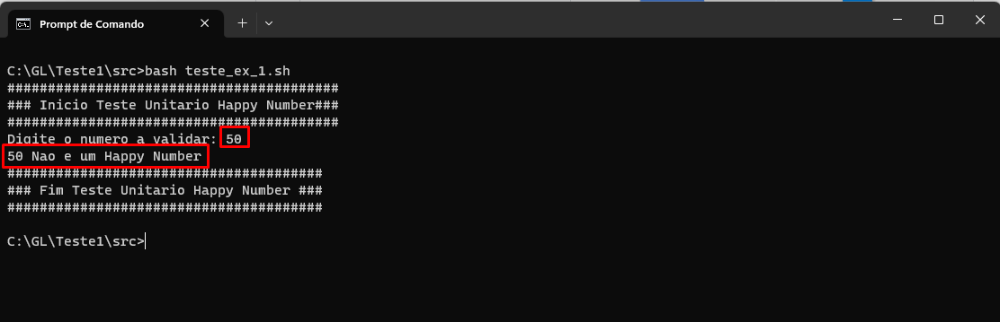 Prompt de Comando
C:\GL\Teste1\src>bash teste_ex_1.sh
#########################################
### Inicio Teste Unitario Happy Number###
#########################################
Digite o numero a validar: 50
50 Nao e um Happy Number
#######################################
### Fim Teste Unitario Happy Number ###
#######################################
C:\GL\Teste1\src>